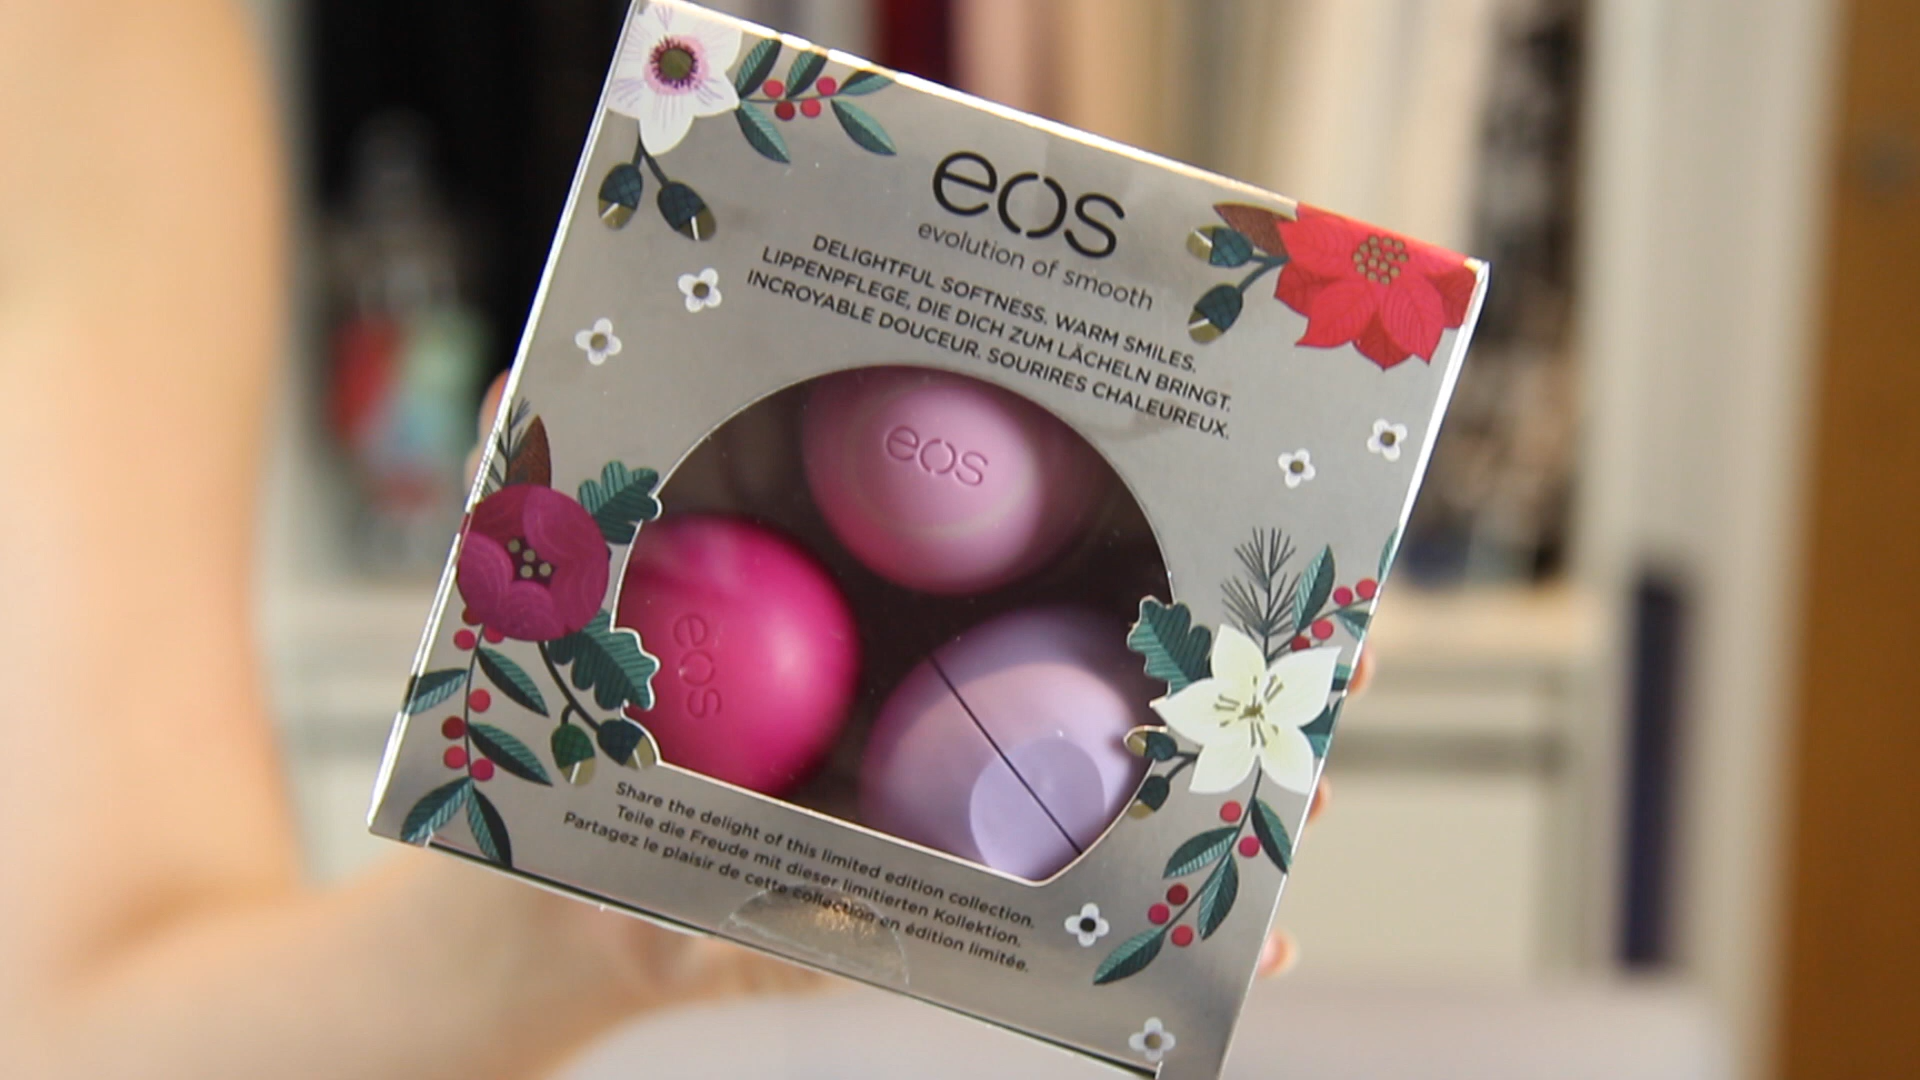 eos
evolution of smooth
DELIGHTFUL SOFTNESS. WARM SMILES.
LIPPENPFLEGE, DIE DICH ZUM LÄCHELN BRINGT.
INCROYABLE DOUCEUR. SOURIRES CHALEUREUX.
eos
eos
Share the delight of this limited edition collection.
Teile die Freude mit dieser limitierten Kollektion.
Partagez le plaisir de cette collection en édition limitée.